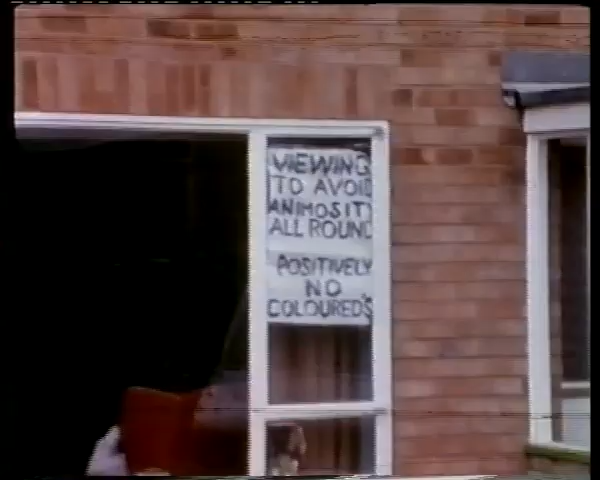 VIEWING
TO AVOID
ANIMOSITY
ALL ROUND
POSITIVELY
NO
COLOURED'S